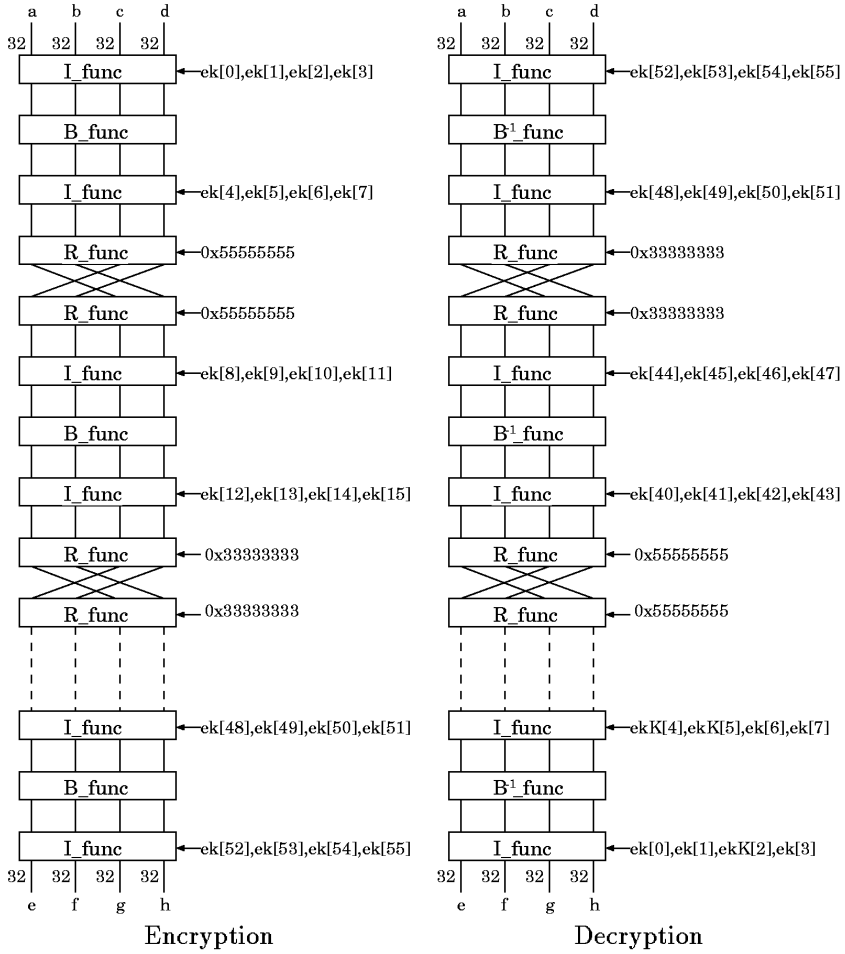 a b c d
32 32 32 32
I_func ek[0],ek[1],ek[2],ek[3]
B_func
I_func ek[4],ek[5],ek[6],ek[7]
R_func 0x55555555
R_func 0x55555555
I_func ek[8],ek[9],ek[10],ek[11]
B_func
I_func ek[12],ek[13],ek[14],ek[15]
R_func 0x33333333
R_func 0x33333333
I_func ek[48],ek[49],ek[50],ek[51]
B_func
I_func ek[52],ek[53],ek[54],ek[55]
32 32 32 32
e f g h
Encryption
a b c d
32 32 32 32
I_func ek[52],ek[53],ek[54],ek[55]
B-1_func
I_func ek[48],ek[49],ek[50],ek[51]
R_func 0x33333333
R_func 0x33333333
I_func ek[44],ek[45],ek[46],ek[47]
B-1_func
I_func ek[40],ek[41],ek[42],ek[43]
R_func 0x55555555
R_func 0x55555555
I_func ekK[4],ekK[5],ek[6],ek[7]
B-1_func
I_func ek[0],ek[1],ekK[2],ek[3]
32 32 32 32
e f g h
Decryption